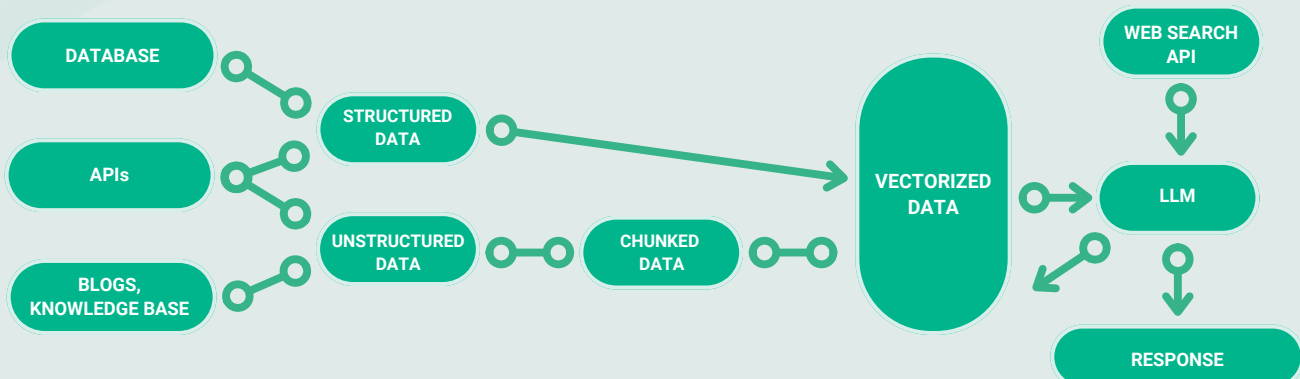 DATABASE
APIs
BLOGS,
KNOWLEDGE BASE
STRUCTURED
DATA
UNSTRUCTURED
DATA
CHUNKED
DATA
VECTORIZED
DATA
WEB SEARCH
API
LLM
RESPONSE